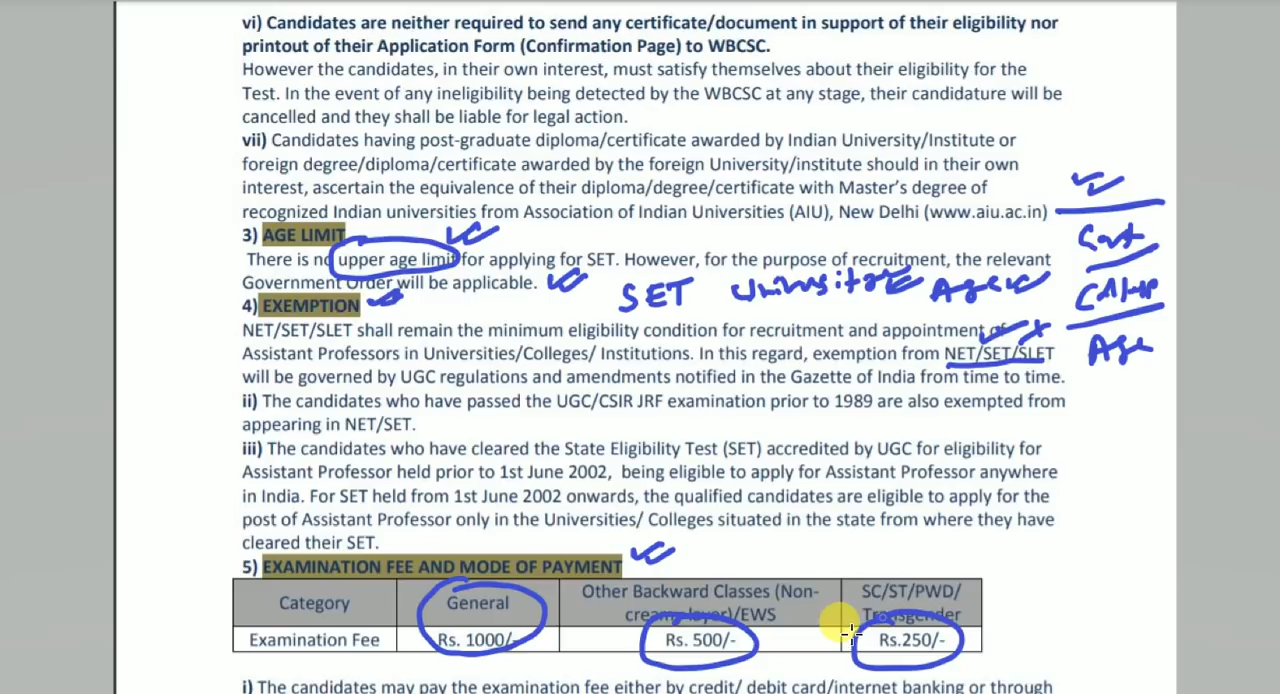 vi) Candidates are neither required to send any certificate/document in support of their eligibility nor
printout of their Application Form (Confirmation Page) to WBCSC.
However the candidates, in their own interest, must satisfy themselves about their eligibility for the
Test. In the event of any ineligibility being detected by the WBCSC at any stage, their candidature will be
cancelled and they shall be liable for legal action.
vii) Candidates having post-graduate diploma/certificate awarded by Indian University/Institute or
foreign degree/diploma/certificate awarded by the foreign University/institute should in their own
interest, ascertain the equivalence of their diploma/degree/certificate with Master's degree of
recognized Indian universities from Association of Indian Universities (AIU), New Delhi (www.aiu.ac.in)
3) AGE LIMIT
There is no upper age limit for applying for SET. However, for the purpose of recruitment, the relevant
Government Order will be applicable.
SET Age
Age
4) EXEMPTION
NET/SET/SLET shall remain the minimum eligibility condition for recruitment and appointment of
Assistant Professors in Universities/Colleges/ Institutions. In this regard, exemption from NET/SET/SLET
will be governed by UGC regulations and amendments notified in the Gazette of India from time to time.
ii) The candidates who have passed the UGC/CSIR JRF examination prior to 1989 are also exempted from
appearing in NET/SET.
iii) The candidates who have cleared the State Eligibility Test (SET) accredited by UGC for eligibility for
Assistant Professor held prior to 1st June 2002, being eligible to apply for Assistant Professor anywhere
in India. For SET held from 1st June 2002 onwards, the qualified candidates are eligible to apply for the
post of Assistant Professor only in the Universities/ Colleges situated in the state from where they have
cleared their SET.
5) EXAMINATION FEE AND MODE OF PAYMENT
Category General Other Backward Classes (Non-creamy layer)/EWS SC/ST/PWD/Transgender
Examination Fee Rs. 1000/- Rs. 500/- Rs.250/-
i) The candidates may pay the examination fee either by credit/ debit card/internet banking or through